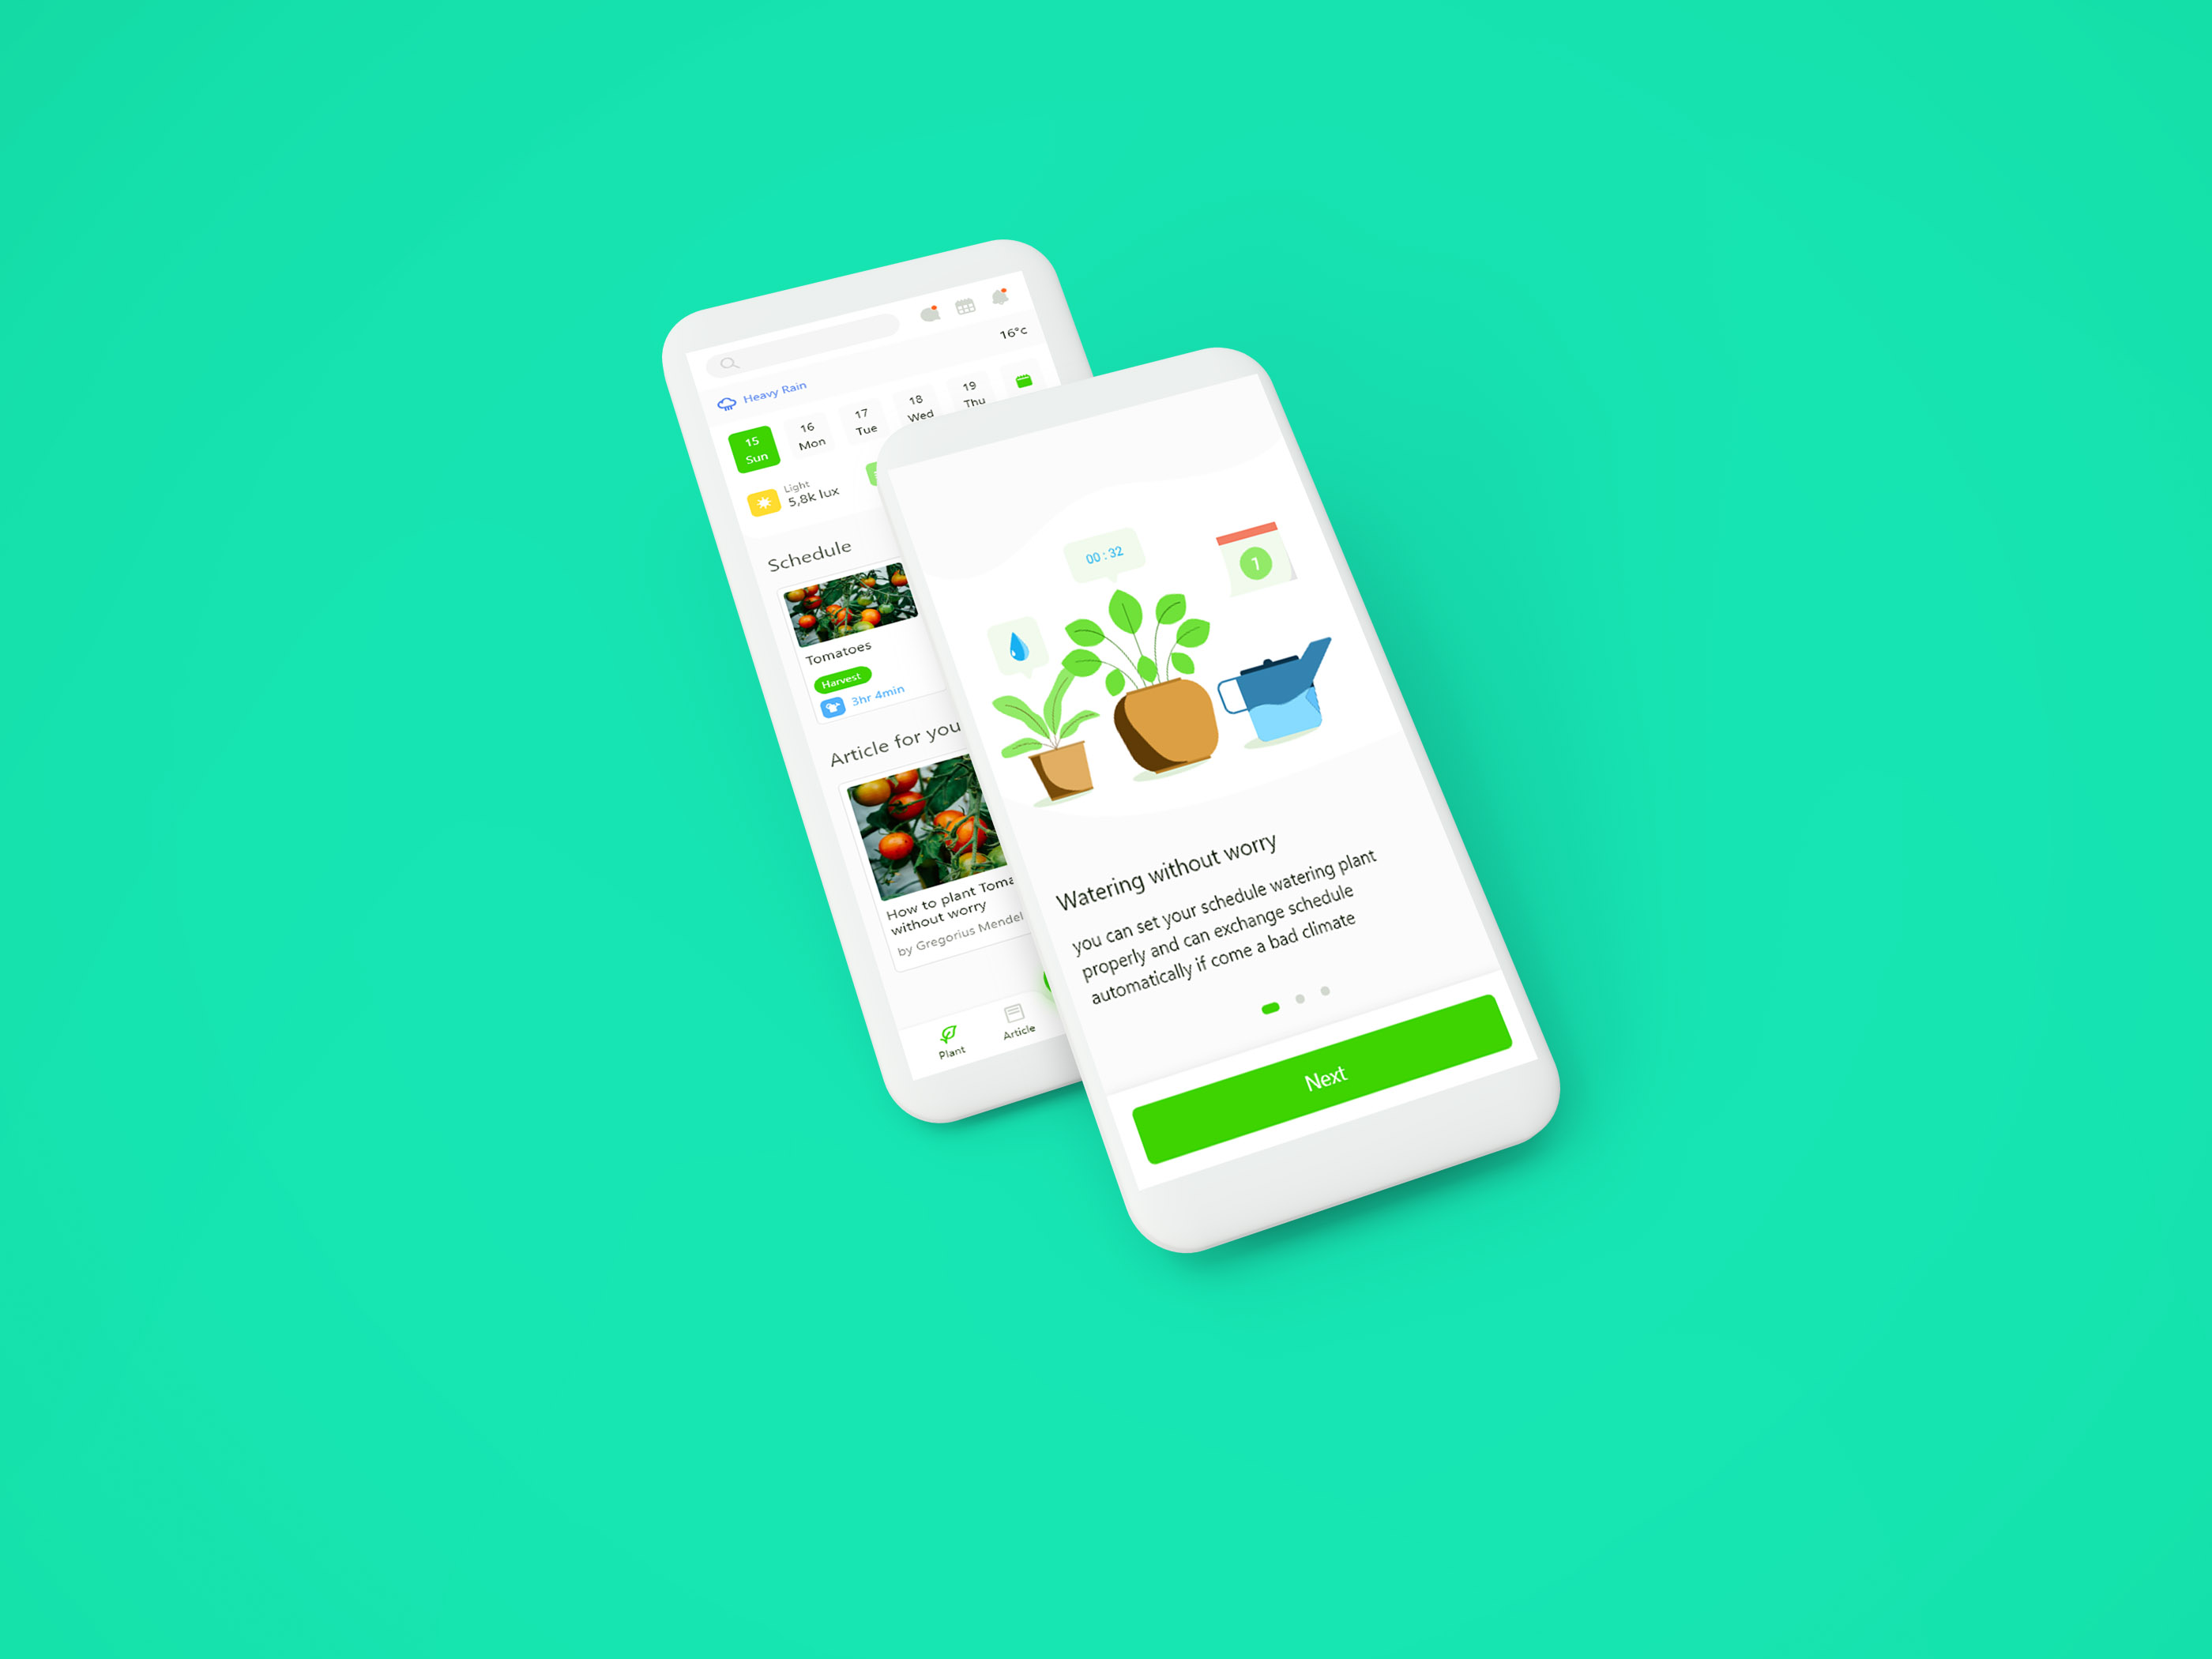 16°c
Heavy Rain
15
Sun
16
Mon
17
Tue
18
Wed
19
Thu
Light
5,8k lux
Schedule
Tomatoes
Harvest
3hr 4min
Article for you
How to plant
without worry
by Gregorius Mendel
Plant
Article
00 : 32
1
Watering without worry
you can set your schedule watering plant
properly and can exchange schedule
automatically if come a bad climate
Next